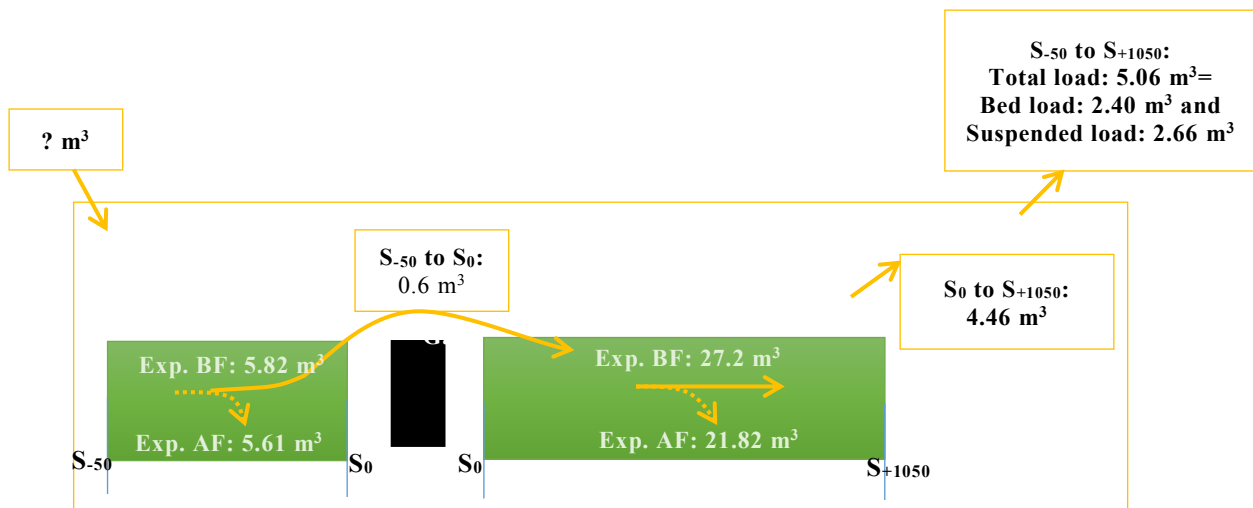 S-50 to S+1050:
Total load: 5.06 m³=
Bed load: 2.40 m³ and
Suspended load: 2.66 m³
? m³
S-50 to S0:
0.6 m³
S0 to S+1050:
4.46 m³
Exp. BF: 5.82 m³
Exp. BF: 27.2 m³
Exp. AF: 5.61 m³
Exp. AF: 21.82 m³
S-50
S0
S0
S+1050